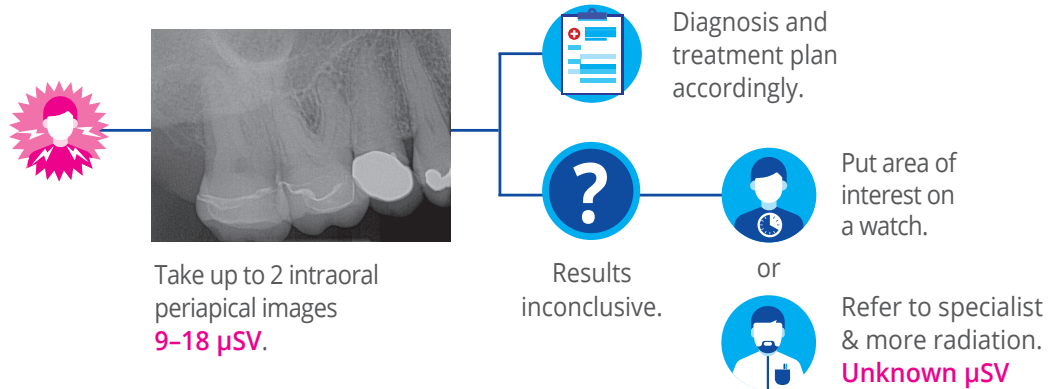 Diagnosis and
treatment plan
accordingly.
?
Put area of
interest on
a watch.
Take up to 2 intraoral
periapical images
9–18 µSV.
Results
inconclusive.
or
Refer to specialist
& more radiation.
Unknown µSV